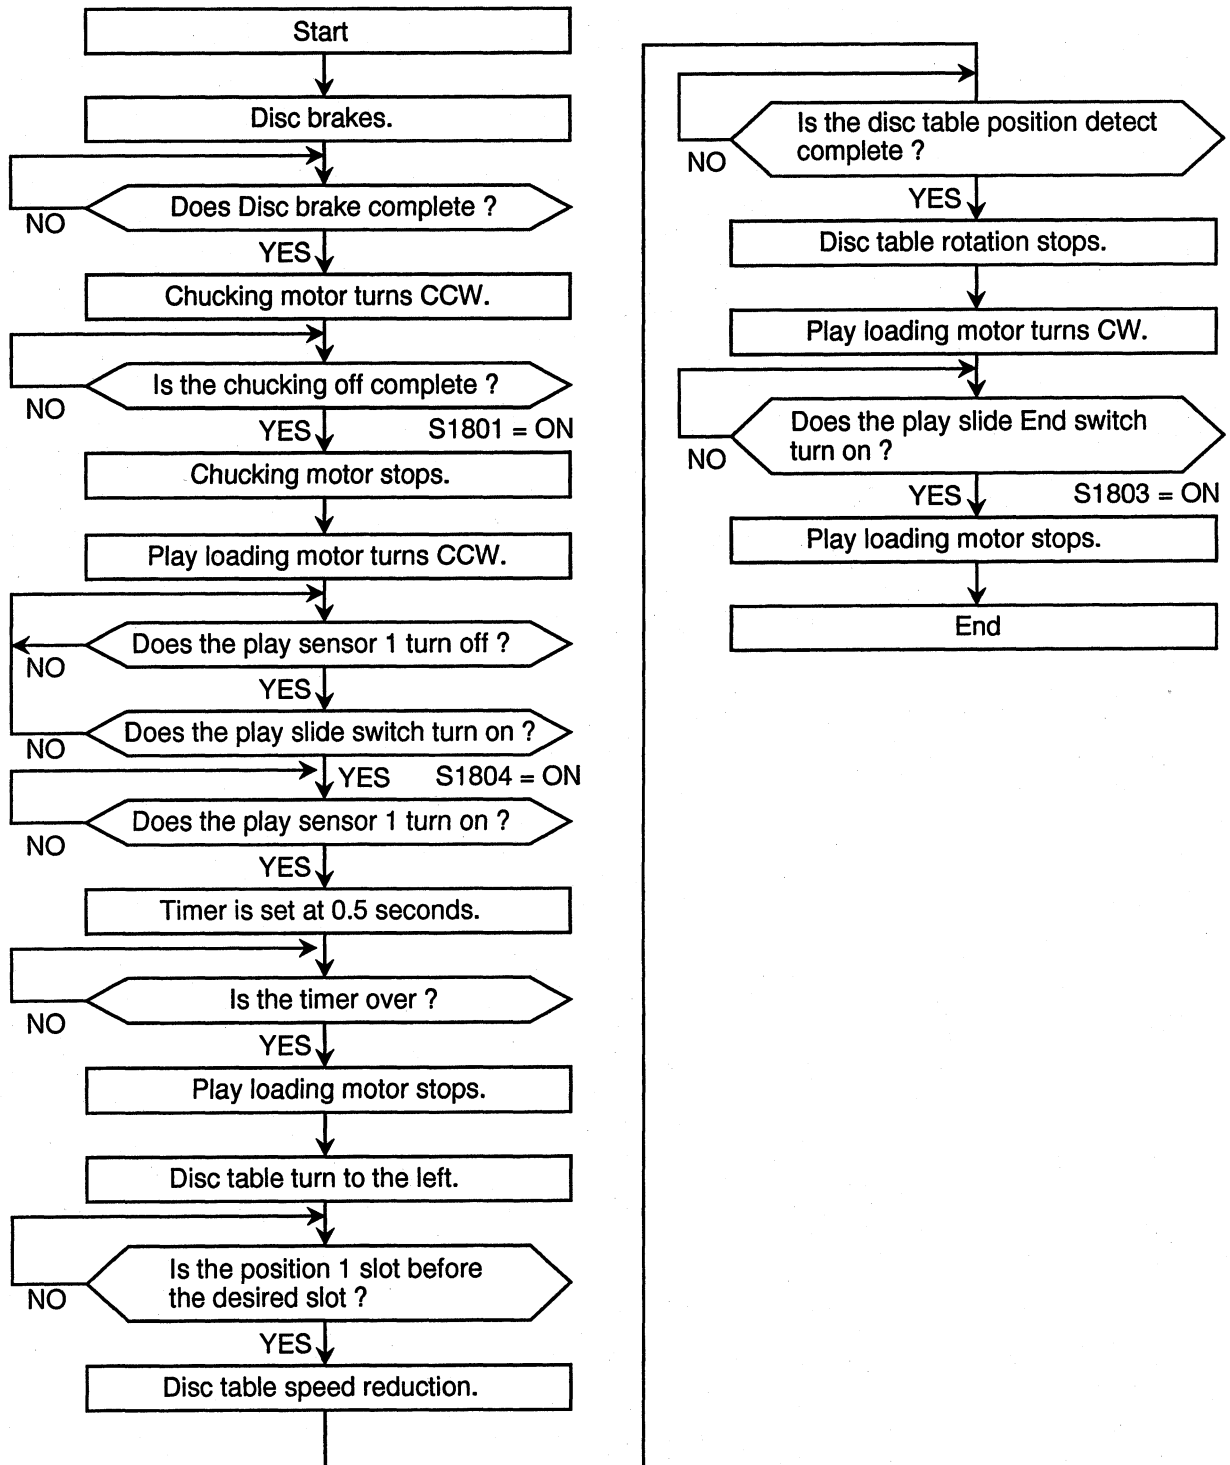 Start
Disc brakes.
Does Disc brake complete ?
NO
YES
Chucking motor turns CCW.
Is the chucking off complete ?
NO
YES
S1801 = ON
Chucking motor stops.
Play loading motor turns CCW.
Does the play sensor 1 turn off ?
NO
YES
Does the play slide switch turn on ?
NO
YES
S1804 = ON
Does the play sensor 1 turn on ?
NO
YES
Timer is set at 0.5 seconds.
Is the timer over ?
NO
YES
Play loading motor stops.
Disc table turn to the left.
Is the position 1 slot before
the desired slot ?
NO
YES
Disc table speed reduction.
Is the disc table position detect
complete ?
NO
YES
Disc table rotation stops.
Play loading motor turns CW.
Does the play slide End switch
turn on ?
NO
YES
S1803 = ON
Play loading motor stops.
End